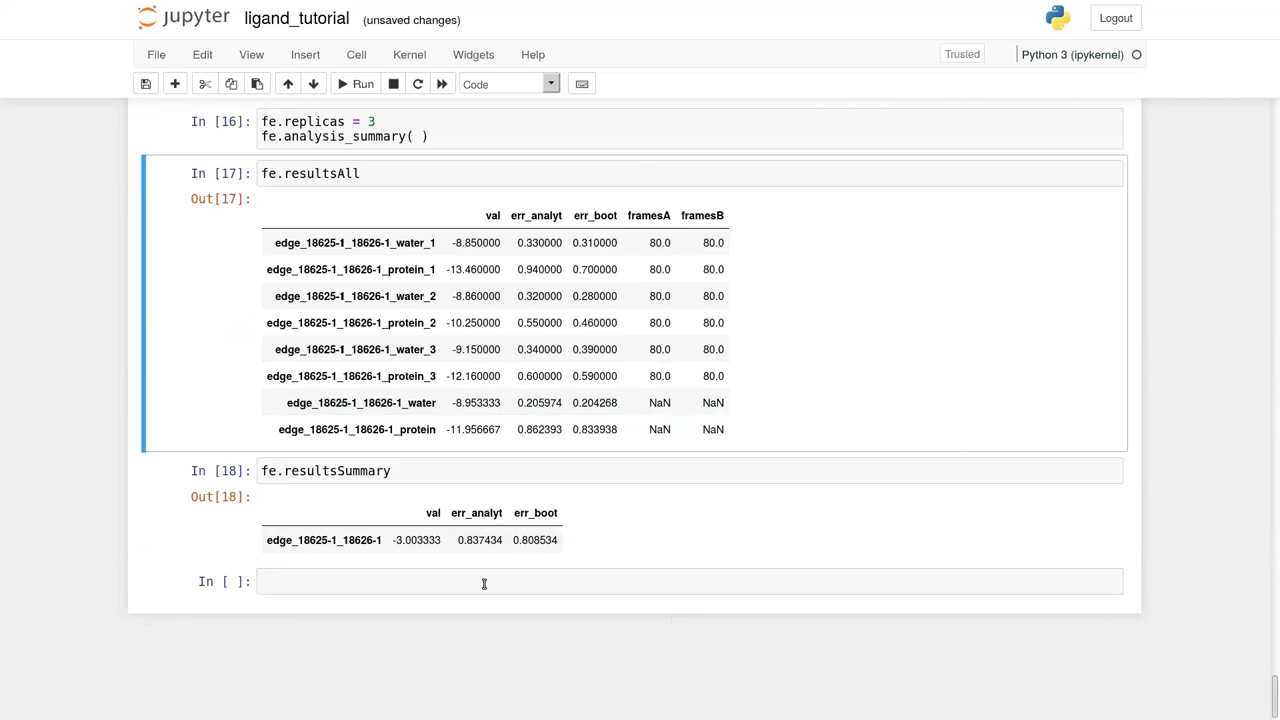 jupyter ligand_tutorial (unsaved changes) Logout
File Edit View Insert Cell Kernel Widgets Help Trusted Python 3 (ipykernel)
Run Code
In [16]: fe.replicas = 3
fe.analysis_summary( )
In [17]: fe.resultsAll
Out[17]:
val err_analyt err_boot framesA framesB
edge_18625-1_18626-1_water_1 -8.850000 0.330000 0.310000 80.0 80.0
edge_18625-1_18626-1_protein_1 -13.460000 0.940000 0.700000 80.0 80.0
edge_18625-1_18626-1_water_2 -8.860000 0.320000 0.280000 80.0 80.0
edge_18625-1_18626-1_protein_2 -10.250000 0.550000 0.460000 80.0 80.0
edge_18625-1_18626-1_water_3 -9.150000 0.340000 0.390000 80.0 80.0
edge_18625-1_18626-1_protein_3 -12.160000 0.600000 0.590000 80.0 80.0
edge_18625-1_18626-1_water -8.953333 0.205974 0.204268 NaN NaN
edge_18625-1_18626-1_protein -11.956667 0.862393 0.833938 NaN NaN
In [18]: fe.resultsSummary
Out[18]:
val err_analyt err_boot
edge_18625-1_18626-1 -3.003333 0.837434 0.808534
In [ ]: